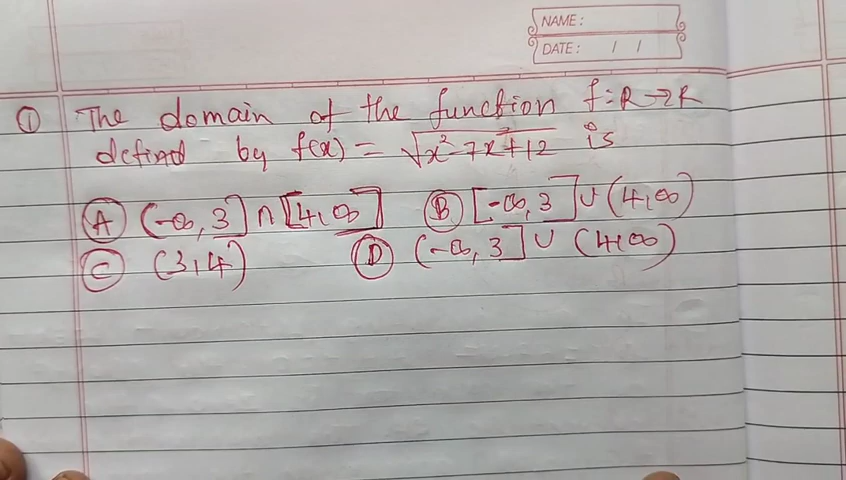 NAME:
DATE: / /
① The domain of the function f:R→R
defind by f(x) = √x²-7x+12 is
Ⓐ (-∞, 3] ∩ [4,∞] Ⓑ [-∞, 3] ∪ (4,∞)
Ⓒ (3,4) Ⓓ (-∞, 3] ∪ (4,∞)